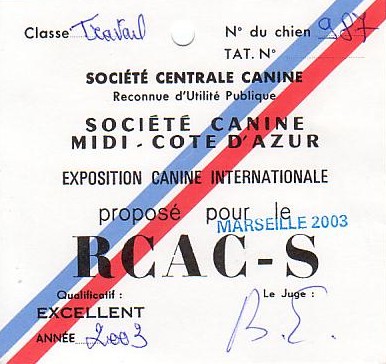 Classe Travail N° du chien 987
TAT. N°
SOCIÉTÉ CENTRALE CANINE
Reconnue d'Utilité Publique
SOCIÉTÉ CANINE
MIDI - COTE D'AZUR
EXPOSITION CANINE INTERNATIONALE
proposé pour le
MARSEILLE 2003
RCAC-S
Qualificatif : Le Juge :
EXCELLENT
ANNÉE 2003